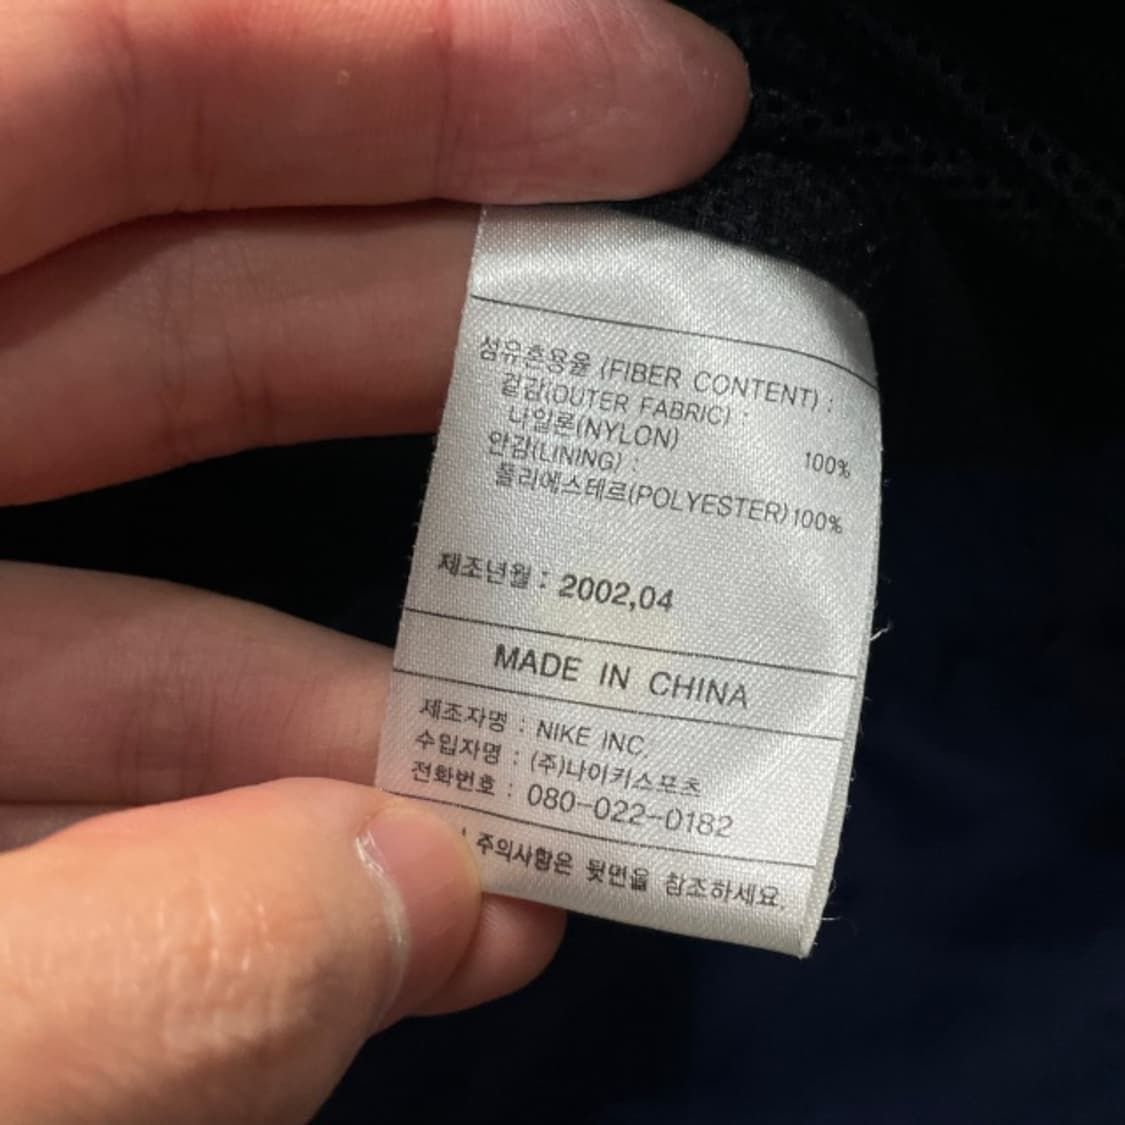 섬유혼용율 (FIBER CONTENT) :
겉감(OUTER FABRIC) :
나일론(NYLON) 100%
안감(LINING) :
폴리에스테르(POLYESTER)100%
제조년월 : 2002,04
MADE IN CHINA
제조자명 : NIKE INC.
수입자명 : (주)나이키스포츠
전화번호 : 080-022-0182
주의사항은 뒷면을 참조하세요.